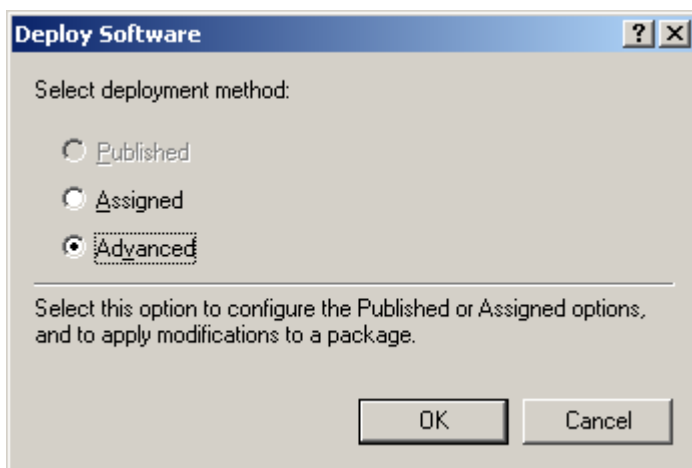 Deploy Software
Select deployment method:
Published
Assigned
Advanced
Select this option to configure the Published or Assigned options,
and to apply modifications to a package.
OK Cancel